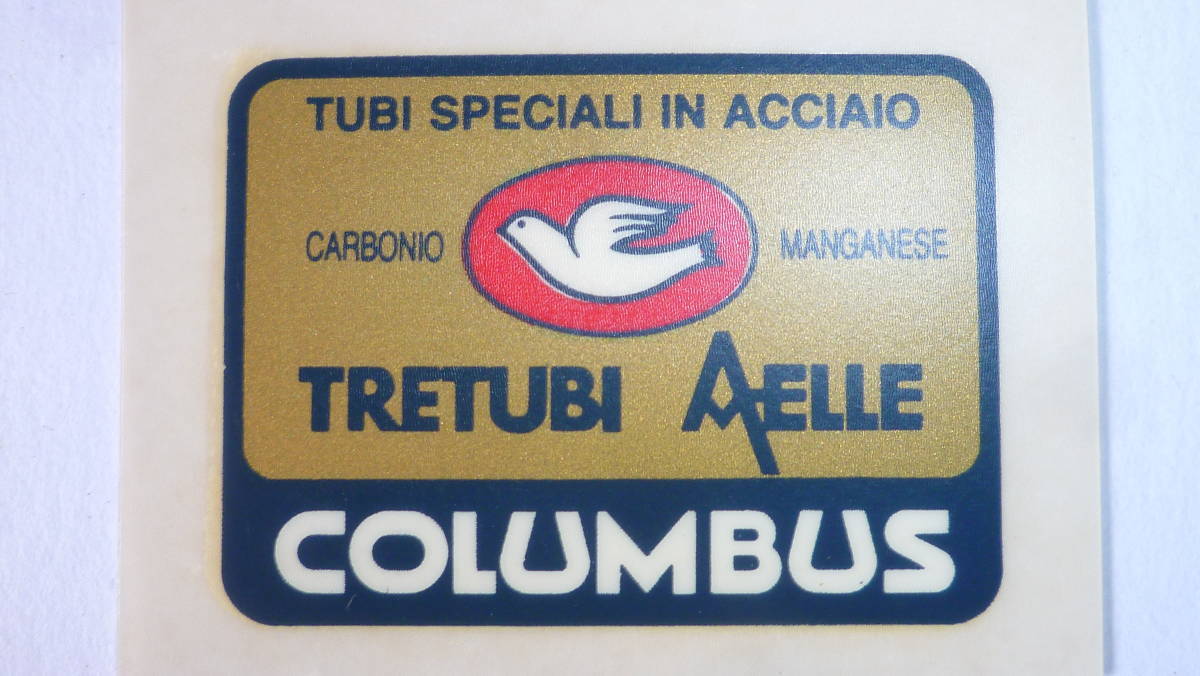 TUBI SPECIALI IN ACCIAIO
CARBONIO MANGANESE
TRETUBI AELLE
COLUMBUS